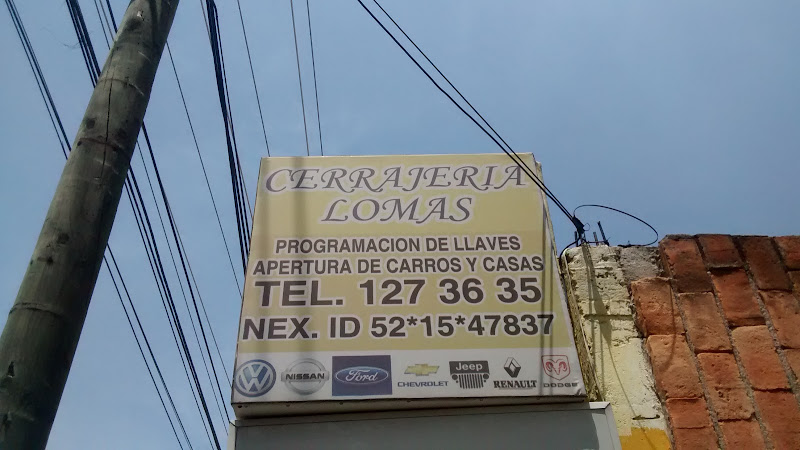 CERRAJERIA
LOMAS
PROGRAMACION DE LLAVES
APERTURA DE CARROS Y CASAS
TEL. 127 36 35
NEX. ID 52*15*47837
NISSAN
Ford
CHEVROLET
Jeep
RENAULT
DODGE